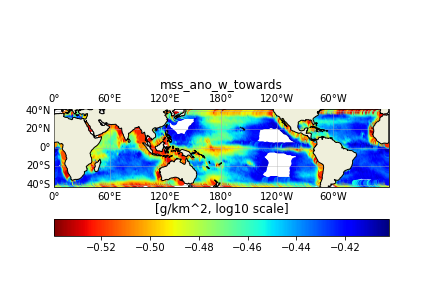 mss_ano_w_towards
0° 60°E 120°E 180° 120°W 60°W
40°N
20°N
0°
20°S
40°S
0° 60°E 120°E 180° 120°W 60°W
[g/km^2, log10 scale]
−0.52 −0.50 −0.48 −0.46 −0.44 −0.42